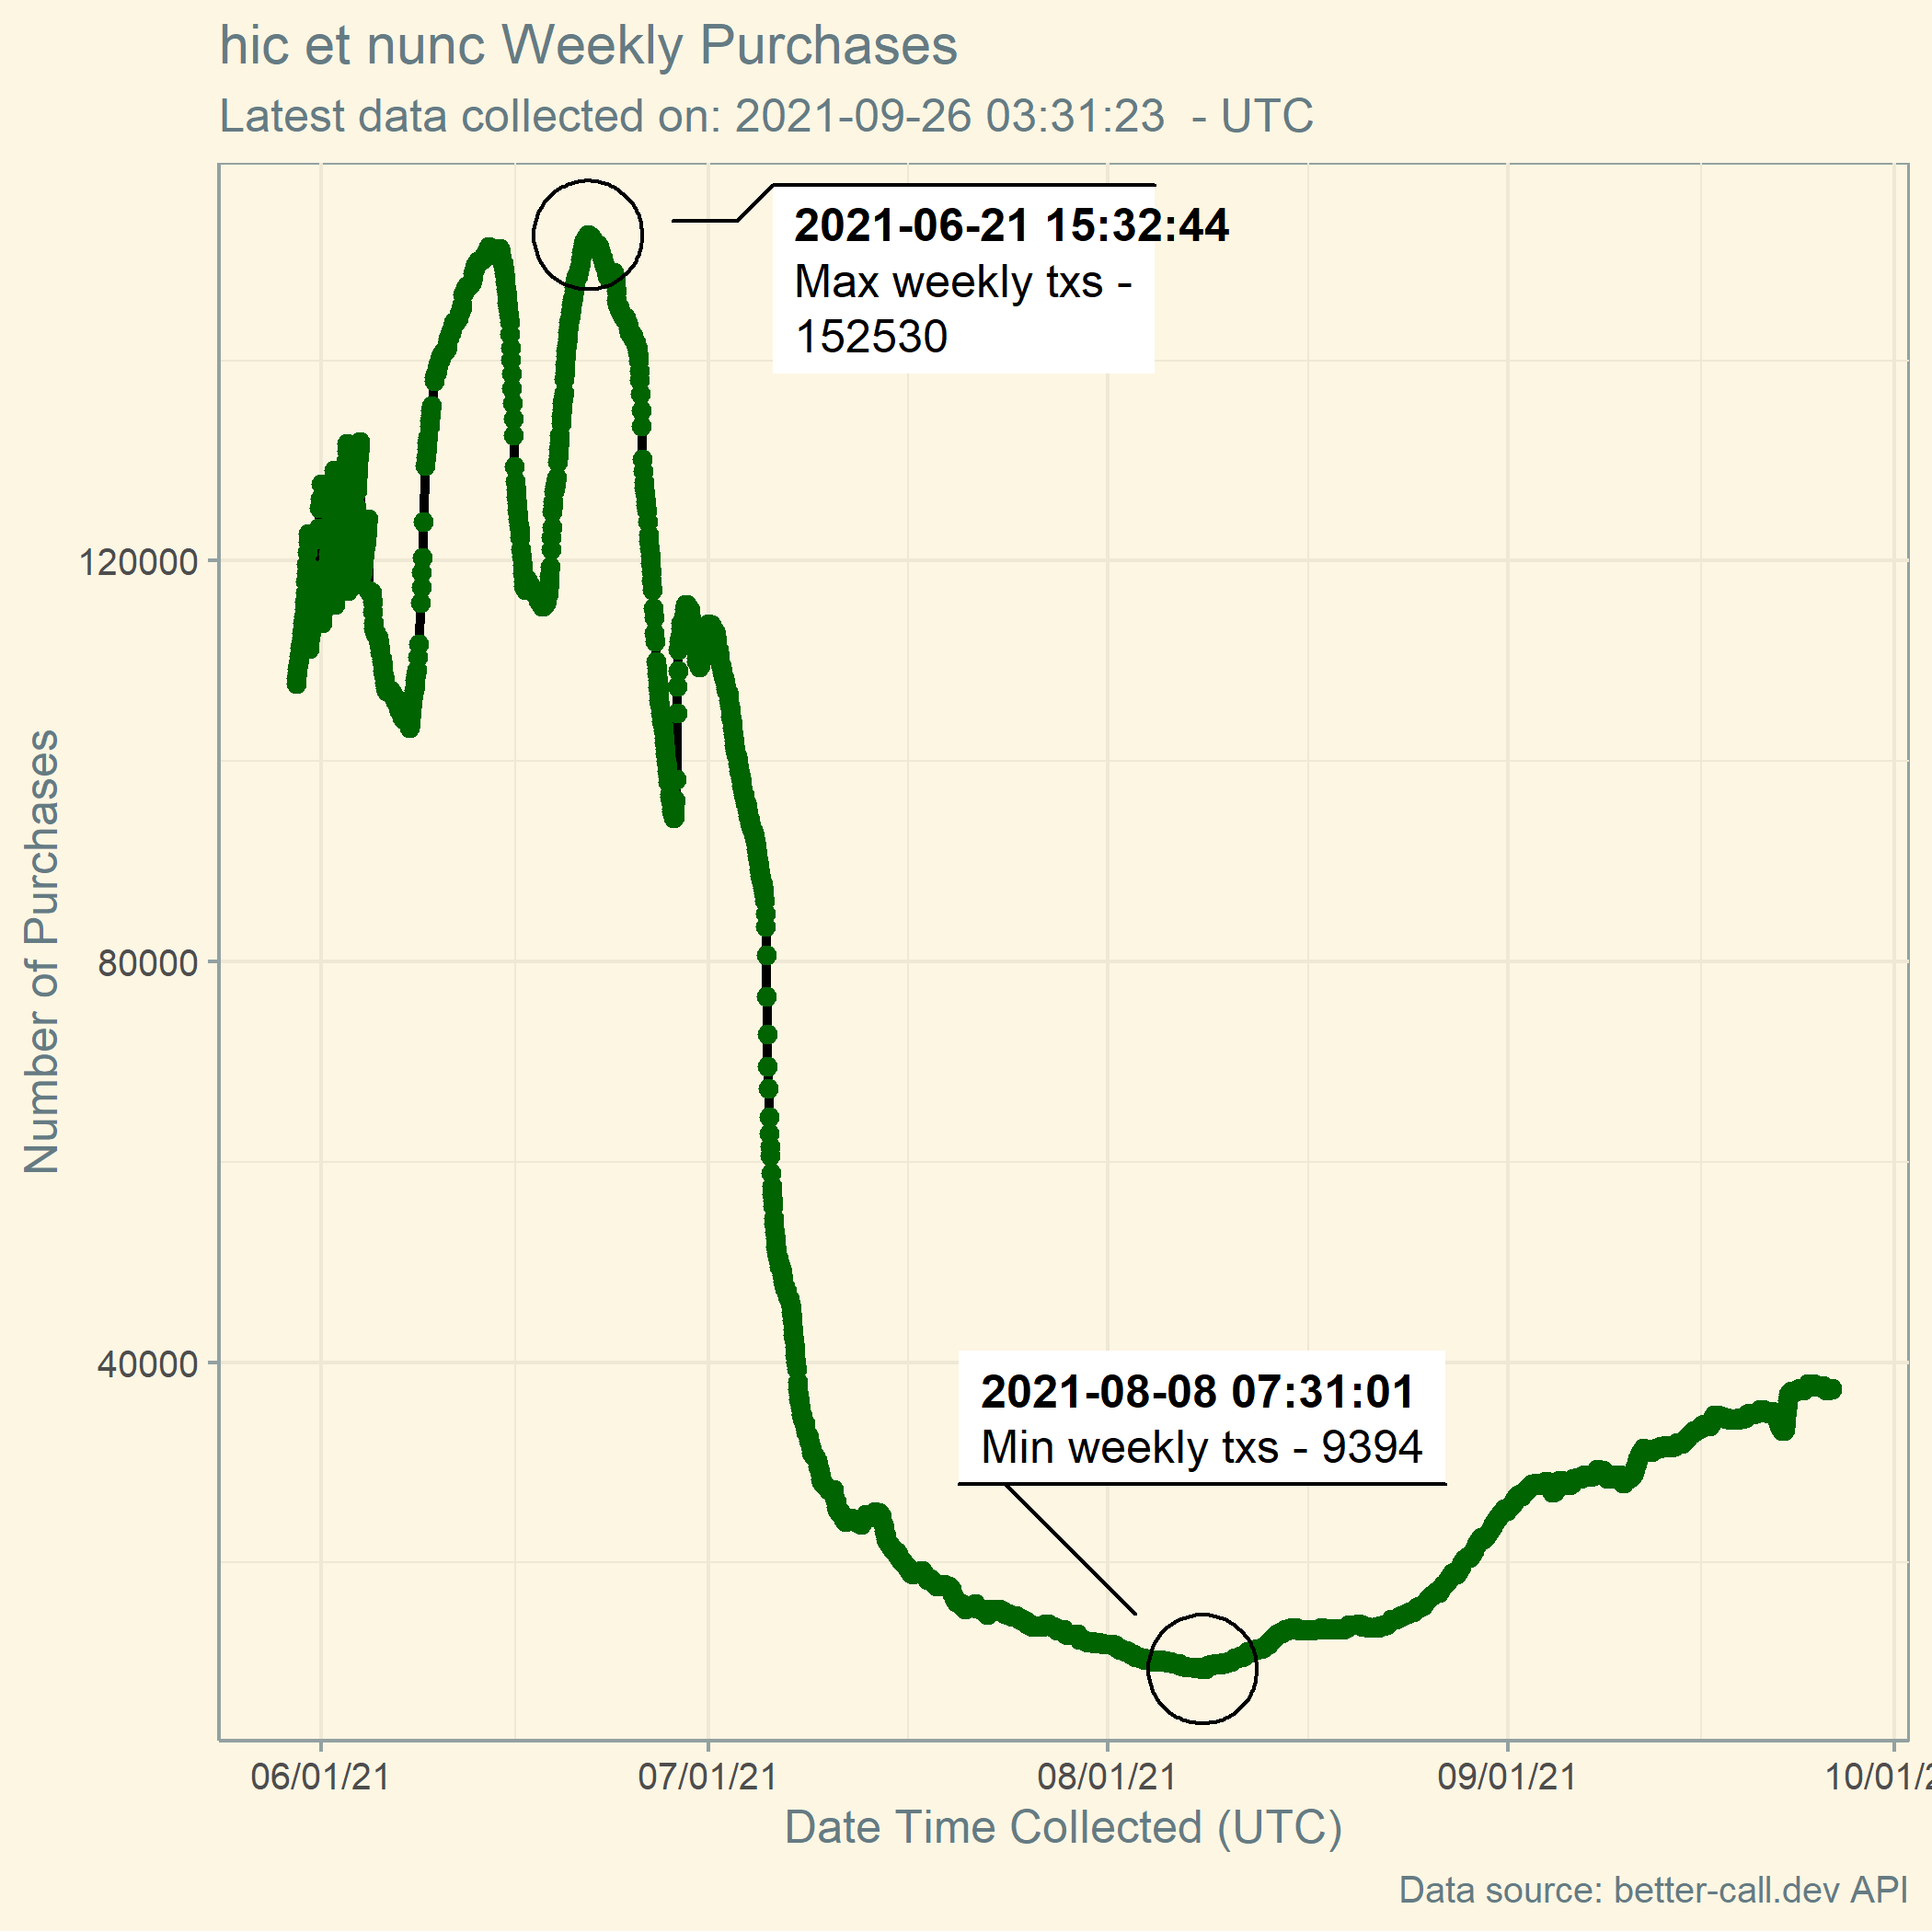 hic et nunc Weekly Purchases
Latest data collected on: 2021-09-26 03:31:23 - UTC
2021-06-21 15:32:44
Max weekly txs -
152530
120000
80000
40000
Number of Purchases
2021-08-08 07:31:01
Min weekly txs - 9394
06/01/21 07/01/21 08/01/21 09/01/21 10/01/2
Date Time Collected (UTC)
Data source: better-call.dev API